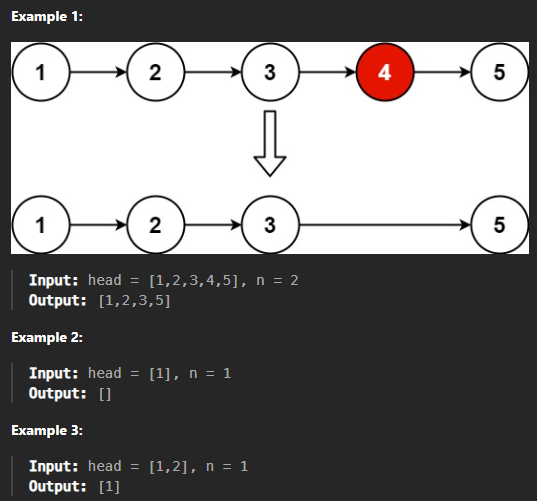 Example 1:
1 2 3 4 5
1 2 3 5
Input: head = [1,2,3,4,5], n = 2
Output: [1,2,3,5]
Example 2:
Input: head = [1], n = 1
Output: []
Example 3:
Input: head = [1,2], n = 1
Output: [1]